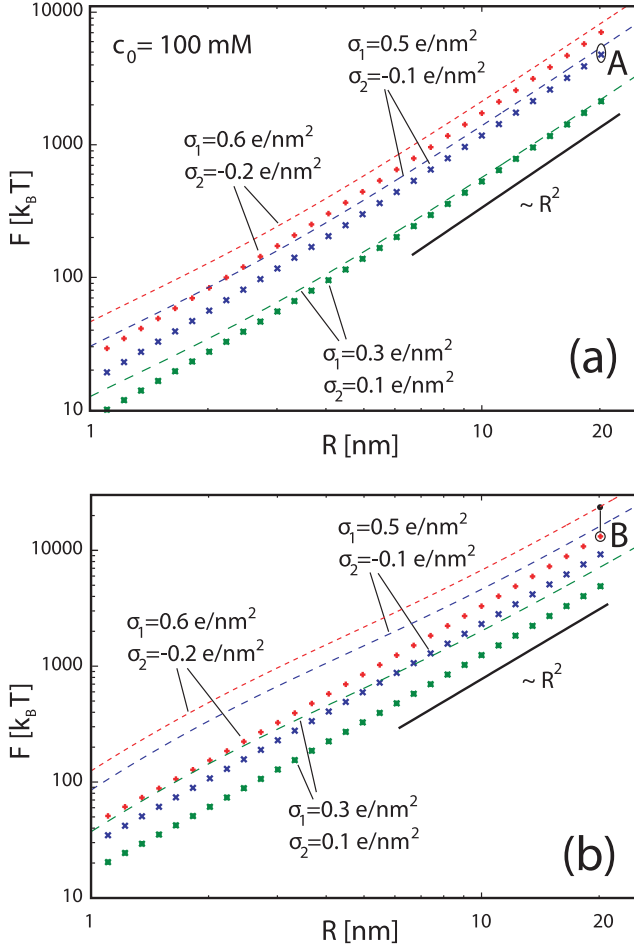 10000
c₀= 100 mM
σ₁=0.5 e/nm²
σ₂=-0.1 e/nm²
A
1000
σ₁=0.6 e/nm²
σ₂=-0.2 e/nm²
F [k_B T]
~ R²
100
σ₁=0.3 e/nm²
σ₂=0.1 e/nm²
(a)
10
1
10
20
R [nm]
B
σ₁=0.5 e/nm²
σ₂=-0.1 e/nm²
10000
σ₁=0.6 e/nm²
σ₂=-0.2 e/nm²
F [k_B T]
1000
~ R²
100
σ₁=0.3 e/nm²
σ₂=0.1 e/nm²
(b)
10
1
10
20
R [nm]